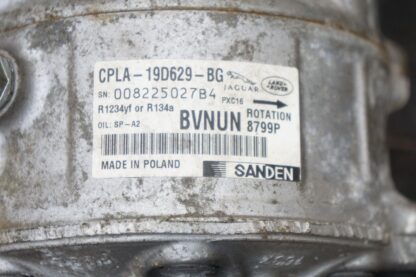 CPLA-19D629-BG JAGUAR LAND ROVER
SN: 008225027B4
R1234yf or R134a PXC16
OIL: SP-A2 BVNUN ROTATION
8799P
MADE IN POLAND SANDEN